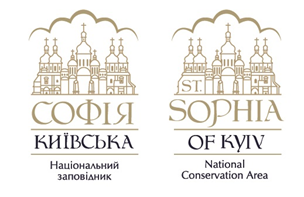 СОФІЯ
КИЇВСЬКА
Національний
заповідник
ST.
SOPHIA
OF KYIV
National
Conservation Area